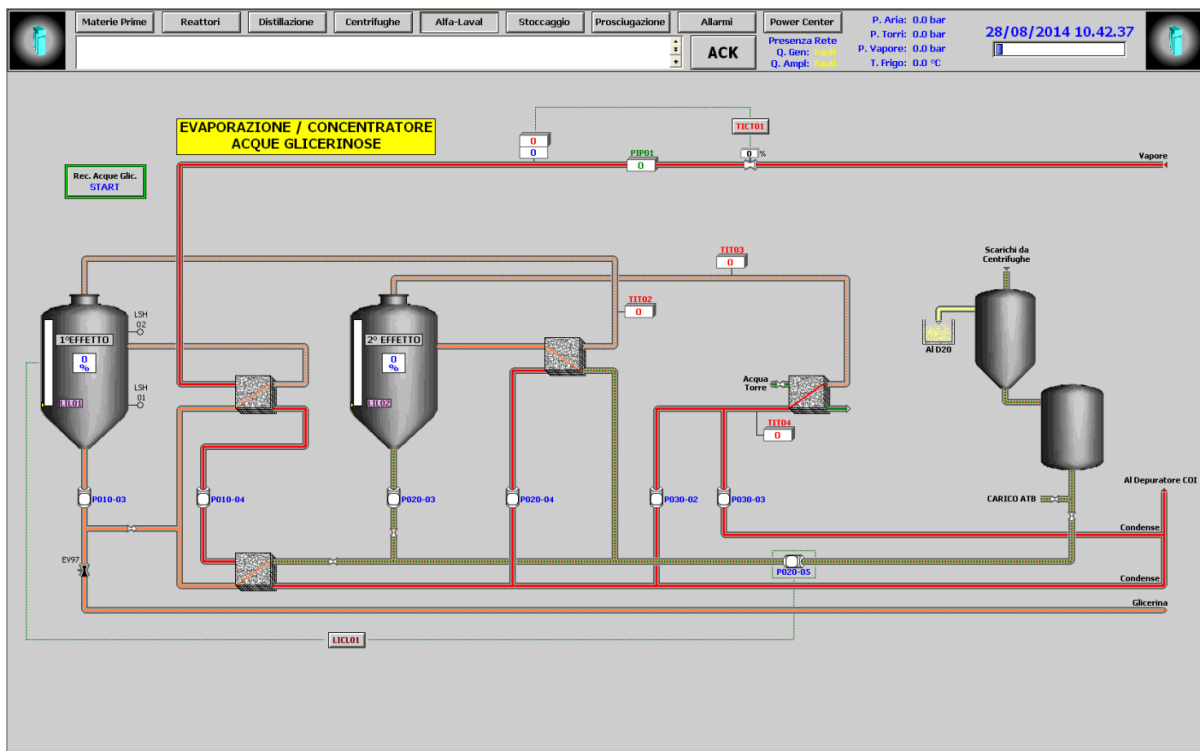 Materie Prime
Reattori
Distillazione
Centrifughe
Alfa-Laval
Stoccaggio
Prosciugazione
Allarmi
Power Center
ACK
Presenza Rete
Q. Gen: Fault
Q. Ampl: Fault
P. Aria: 0.0 bar
P. Torri: 0.0 bar
P. Vapore: 0.0 bar
T. Frigo: 0.0 °C
28/08/2014 10.42.37
EVAPORAZIONE / CONCENTRATORE
ACQUE GLICERINOSE
Rec. Acque Glic.
START
0
0
PIP01
0
TICT01
0 %
Vapore
TIT03
0
TIT02
0
Scarichi da
Centrifughe
Al D20
LSH
02
1°EFFETTO
0
%
LIL01
LSH
01
2° EFFETTO
0
%
LIL02
Acqua
Torre
TIT04
0
P010-03
P010-04
P020-03
P020-04
P030-02
P030-03
CARICO ATB
Al Depuratore COI
Condense
EV97
P020-05
Condense
Glicerina
LICL01